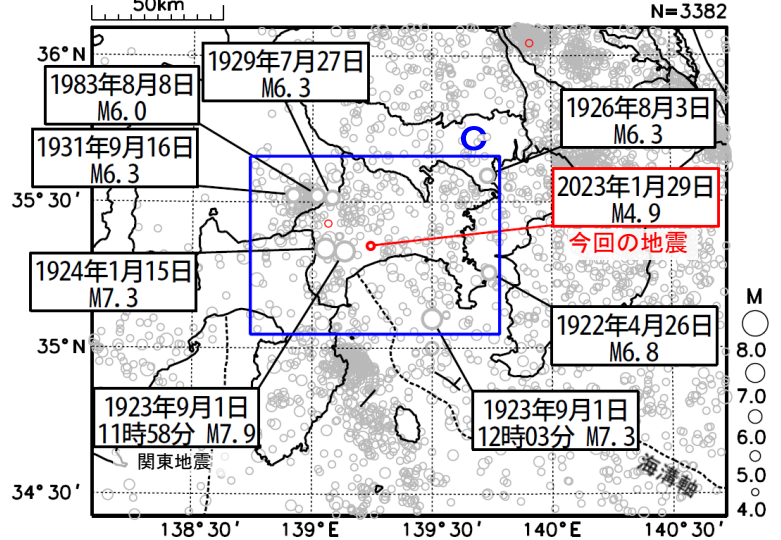 50km
N=3382
36°N
1929年7月27日
M6.3
1983年8月8日
M6.0
1926年8月3日
M6.3
C
1931年9月16日
M6.3
2023年1月29日
M4.9
今回の地震
35°30'
1924年1月15日
M7.3
1922年4月26日
M6.8
35°N
1923年9月1日
11時58分 M7.9
関東地震
1923年9月1日
12時03分 M7.3
海溝軸
34°30'
138°30'
139°E
139°30'
140°E
140°30'
M
8.0
7.0
6.0
5.0
4.0